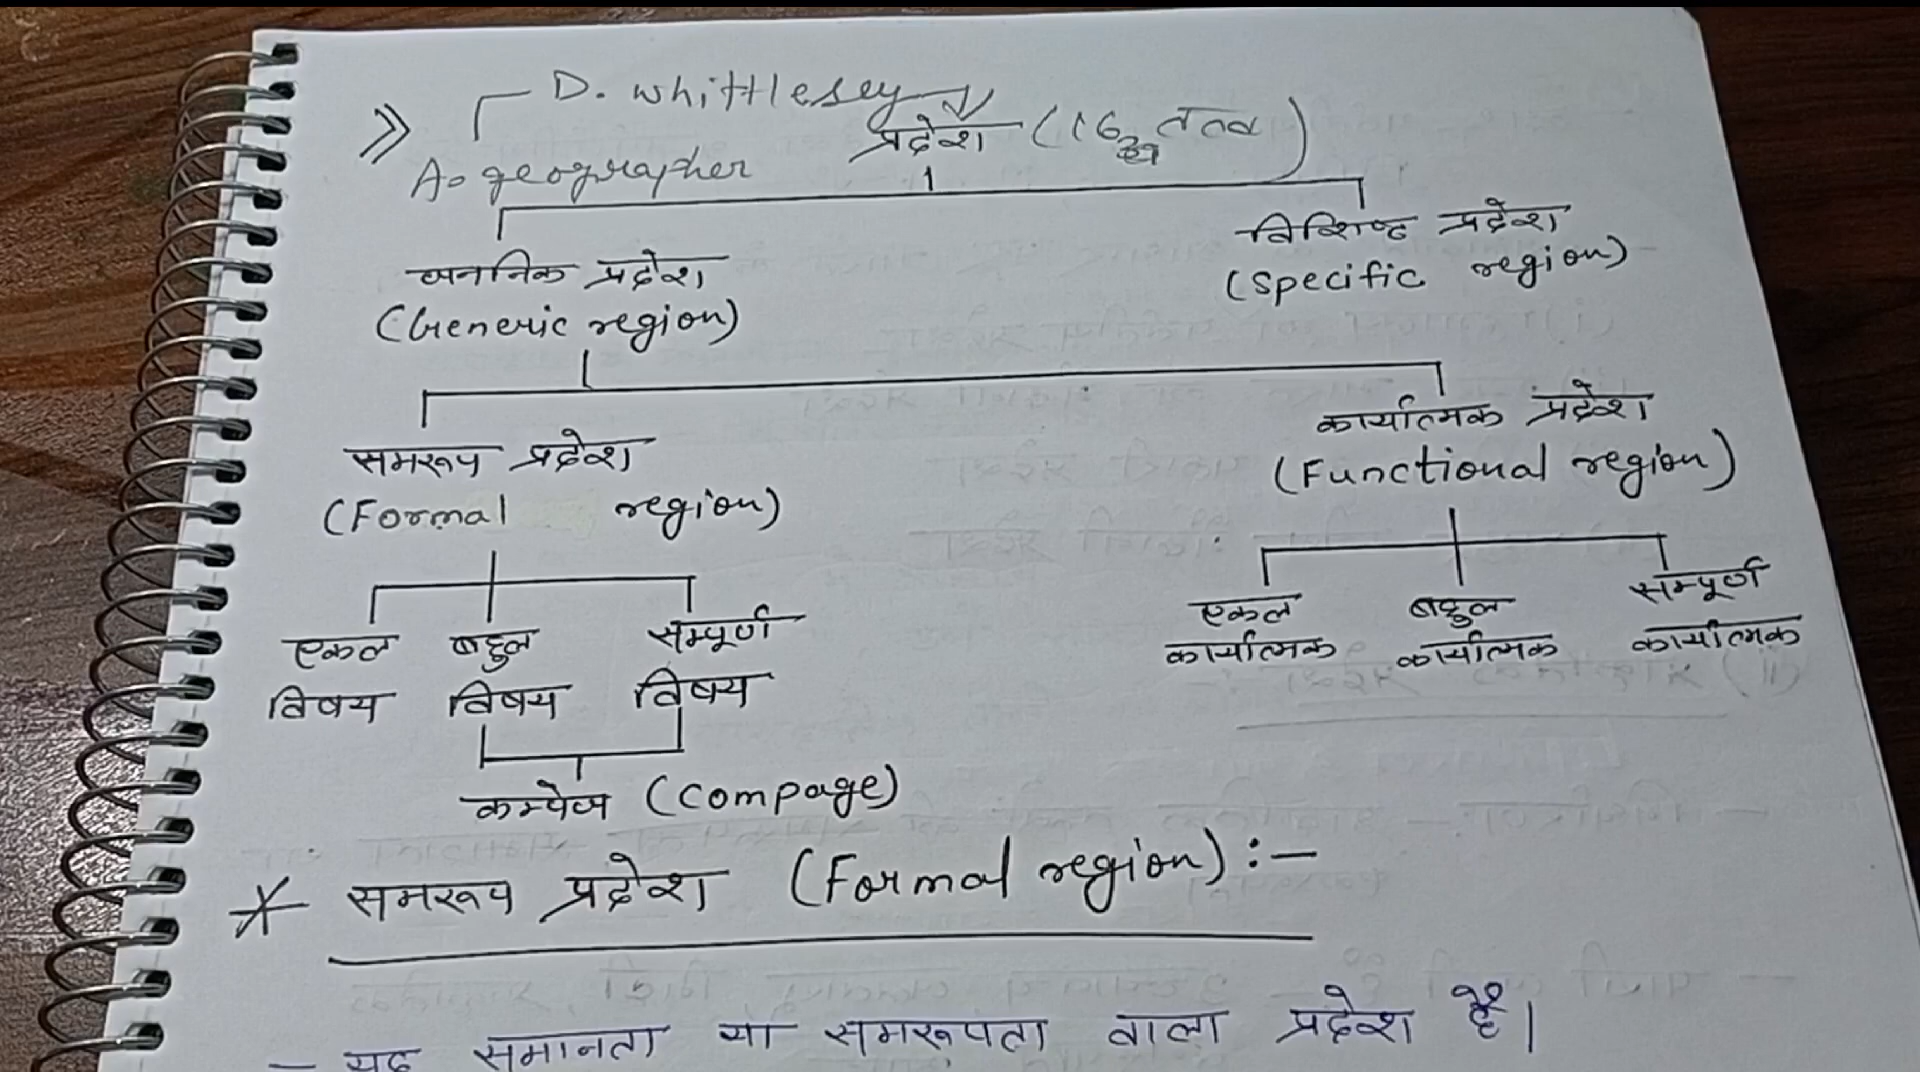 » D. Whittlesey
A. geographer
प्रदेश (16 तत्व)
जननिक प्रदेश
(Generic region)
विशिष्ट प्रदेश
(Specific region)
समरूप प्रदेश
(Formal region)
कार्यात्मक प्रदेश
(Functional region)
एकल विषय
बहुल विषय
सम्पूर्ण विषय
एकल कार्यात्मक
बहुल कार्यात्मक
सम्पूर्ण कार्यात्मक
कम्पेज (Compage)
* समरूप प्रदेश (Formal region) :-
- यह समानता या समरूपता वाला प्रदेश है।